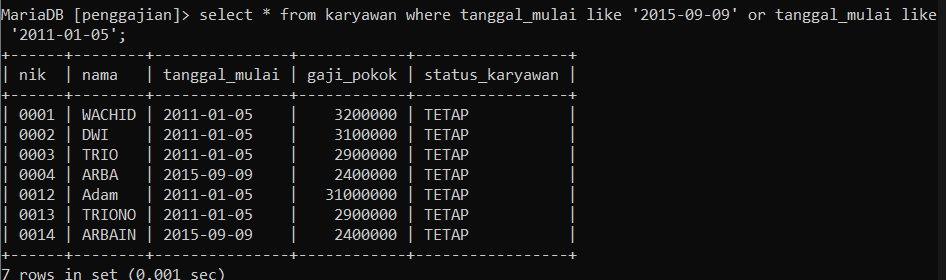 MariaDB [penggajian]> select * from karyawan where tanggal_mulai like '2015-09-09' or tanggal_mulai like
 '2011-01-05';
+------+--------+---------------+------------+-----------------+
| nik  | nama   | tanggal_mulai | gaji_pokok | status_karyawan |
+------+--------+---------------+------------+-----------------+
| 0001 | WACHID | 2011-01-05    |    3200000 | TETAP           |
| 0002 | DWI    | 2011-01-05    |    3100000 | TETAP           |
| 0003 | TRIO   | 2011-01-05    |    2900000 | TETAP           |
| 0004 | ARBA   | 2015-09-09    |    2400000 | TETAP           |
| 0012 | Adam   | 2011-01-05    |   31000000 | TETAP           |
| 0013 | TRIONO | 2011-01-05    |    2900000 | TETAP           |
| 0014 | ARBAIN | 2015-09-09    |    2400000 | TETAP           |
+------+--------+---------------+------------+-----------------+
7 rows in set (0.001 sec)